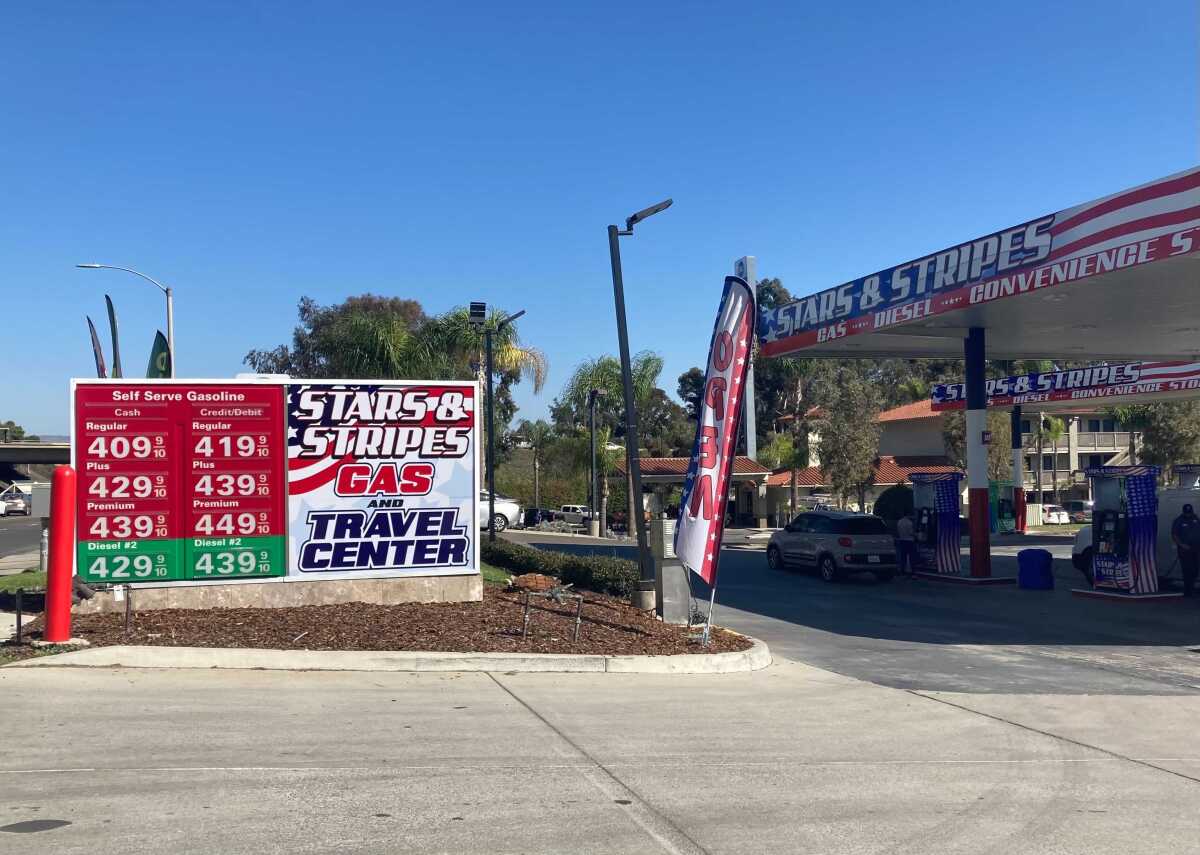 Self Serve Gasoline
Cash
Regular
409 9/10
Plus
429 9/10
Premium
439 9/10
Diesel #2
429 9/10
Credit/Debit
Regular
419 9/10
Plus
439 9/10
Premium
449 9/10
Diesel #2
439 9/10
STARS &
STRIPES
GAS
AND
TRAVEL
CENTER
OPEN
STARS & STRIPES
GAS DIESEL CONVENIENCE
STARS & STRIPES
GAS DIESEL CONVENIENCE